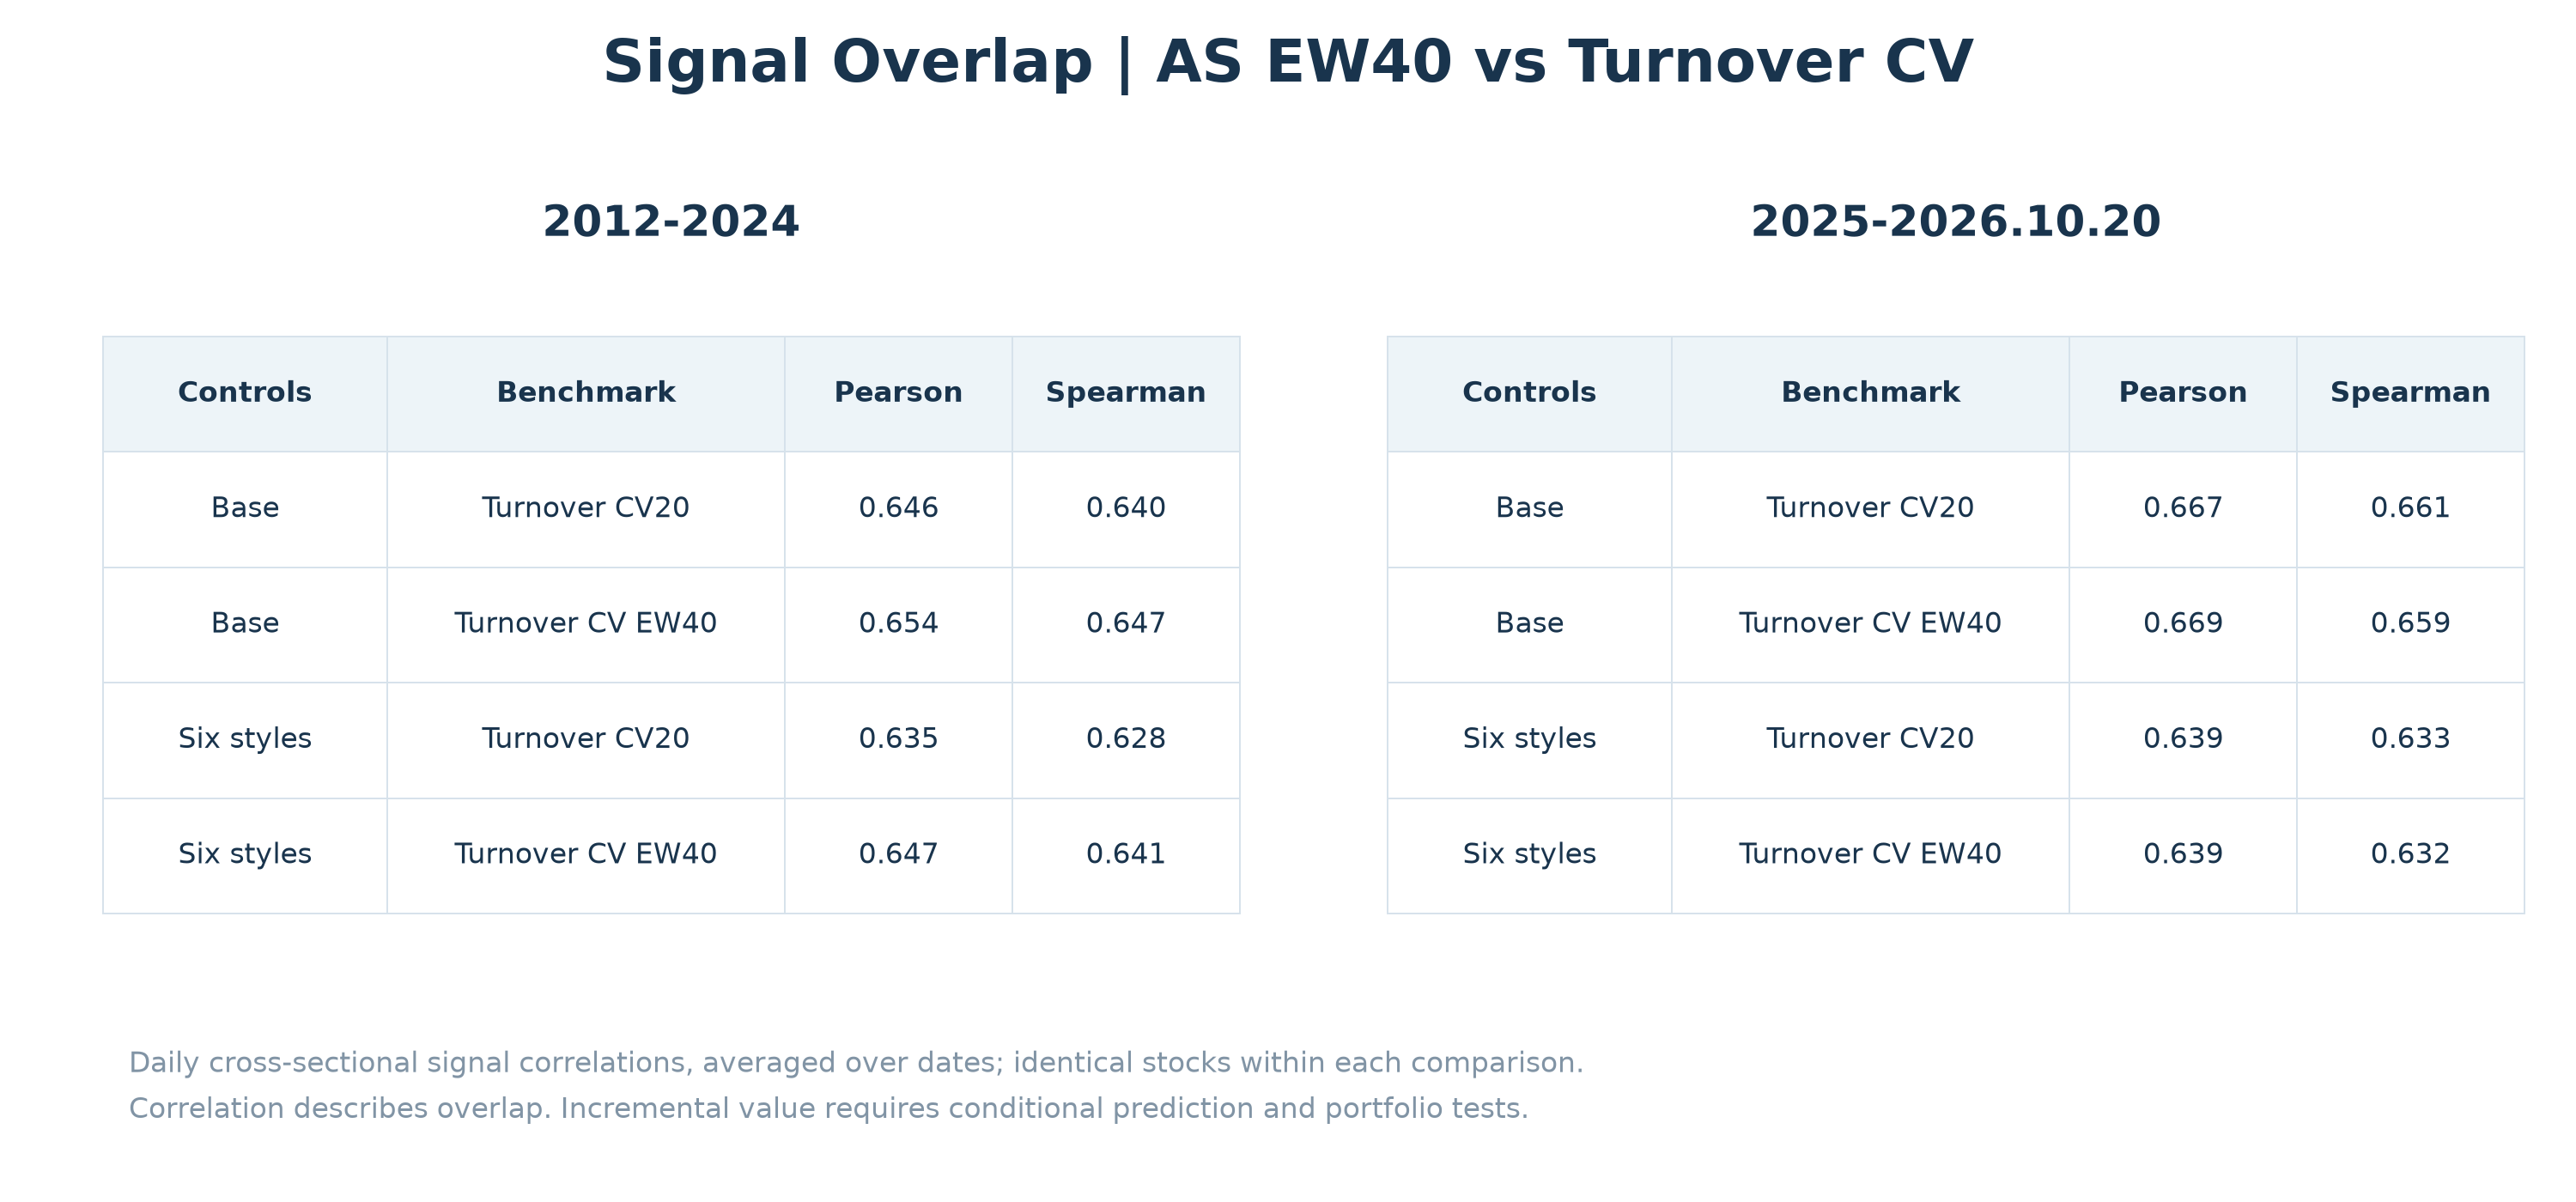 Signal Overlap | AS EW40 vs Turnover CV
2012-2024
Controls Benchmark Pearson Spearman
Base Turnover CV20 0.646 0.640
Base Turnover CV EW40 0.654 0.647
Six styles Turnover CV20 0.635 0.628
Six styles Turnover CV EW40 0.647 0.641
2025-2026.10.20
Controls Benchmark Pearson Spearman
Base Turnover CV20 0.667 0.661
Base Turnover CV EW40 0.669 0.659
Six styles Turnover CV20 0.639 0.633
Six styles Turnover CV EW40 0.639 0.632
Daily cross-sectional signal correlations, averaged over dates; identical stocks within each comparison.
Correlation describes overlap. Incremental value requires conditional prediction and portfolio tests.